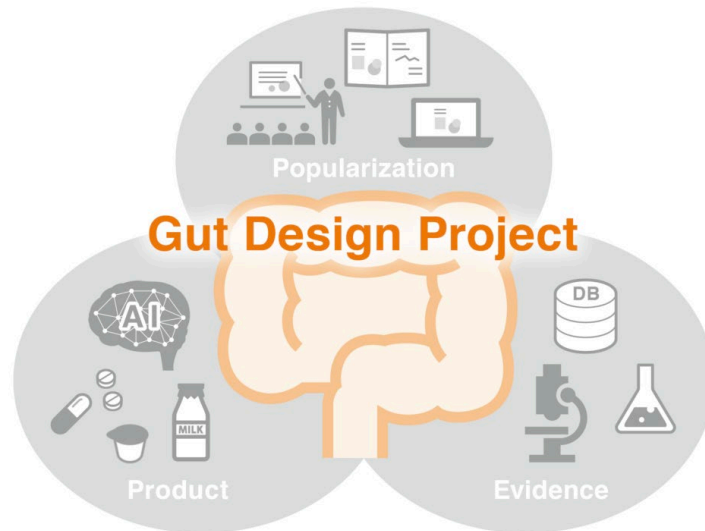 Popularization
Gut Design Project
AI
DB
MILK
Product
Evidence